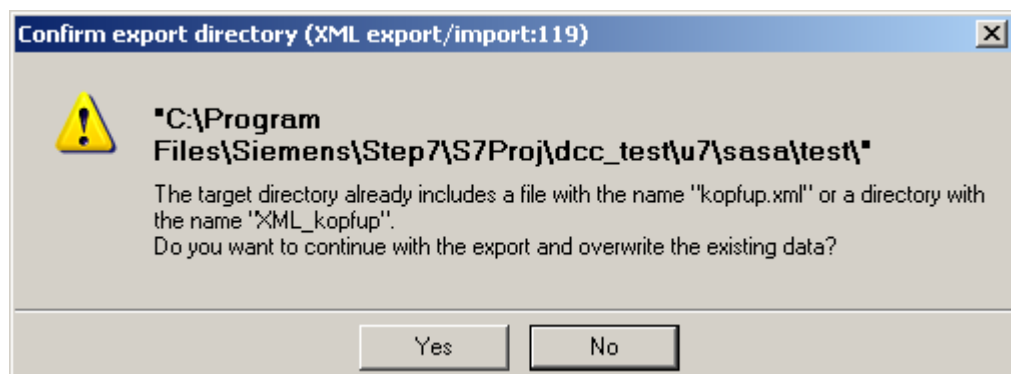 Confirm export directory (XML export/import:119)
"C:\Program
Files\Siemens\Step7\S7Proj\dcc_test\u7\sasa\test\"
The target directory already includes a file with the name "kopfup.xml" or a directory with
the name "XML_kopfup".
Do you want to continue with the export and overwrite the existing data?
Yes No